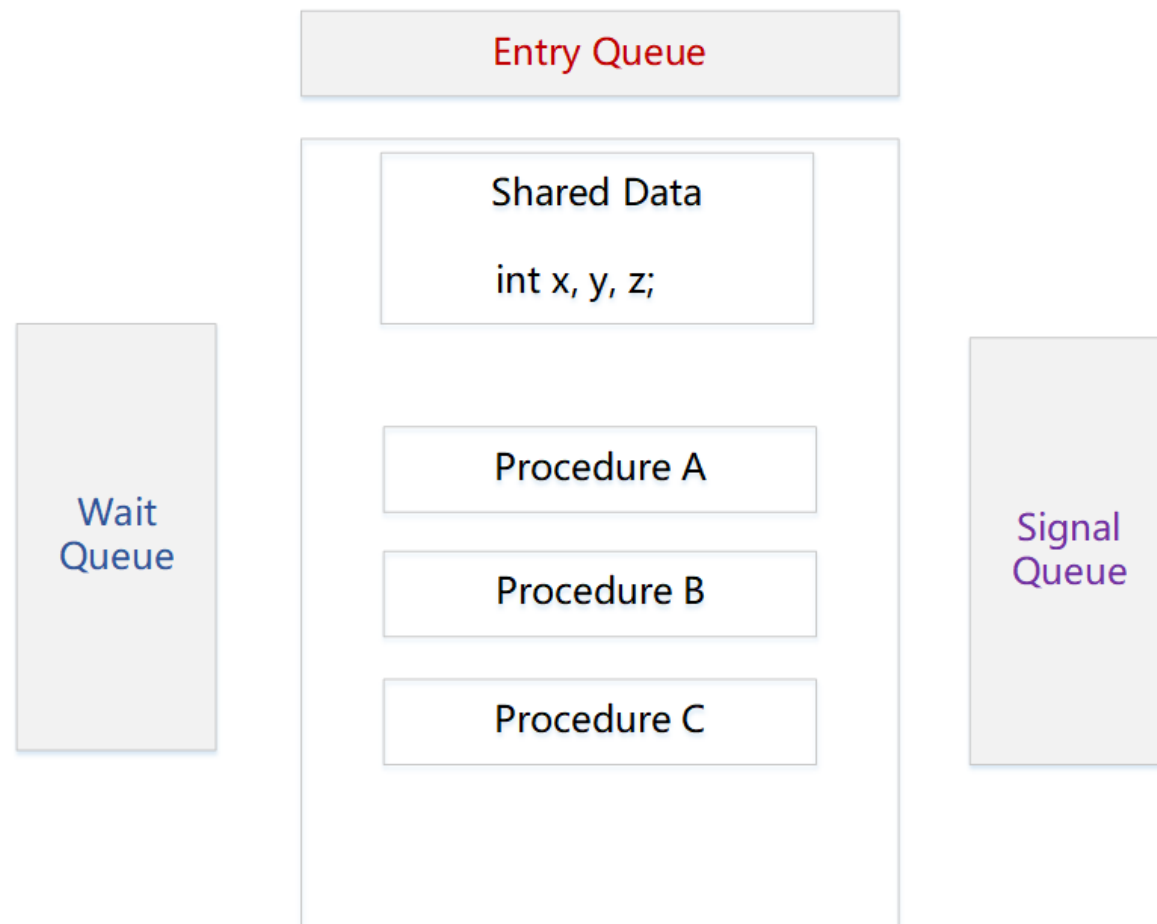 Entry Queue
Shared Data
int x, y, z;
Wait
Queue
Procedure A
Procedure B
Procedure C
Signal
Queue